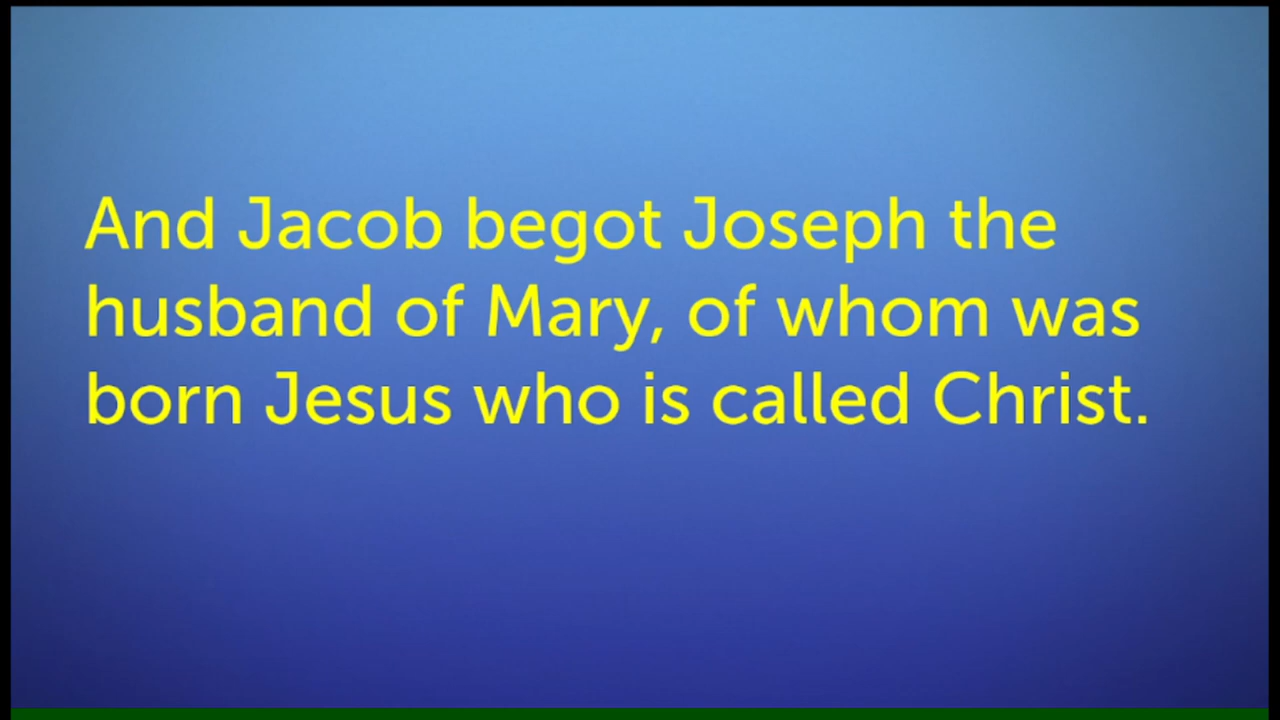 And Jacob begot Joseph the
husband of Mary, of whom was
born Jesus who is called Christ.